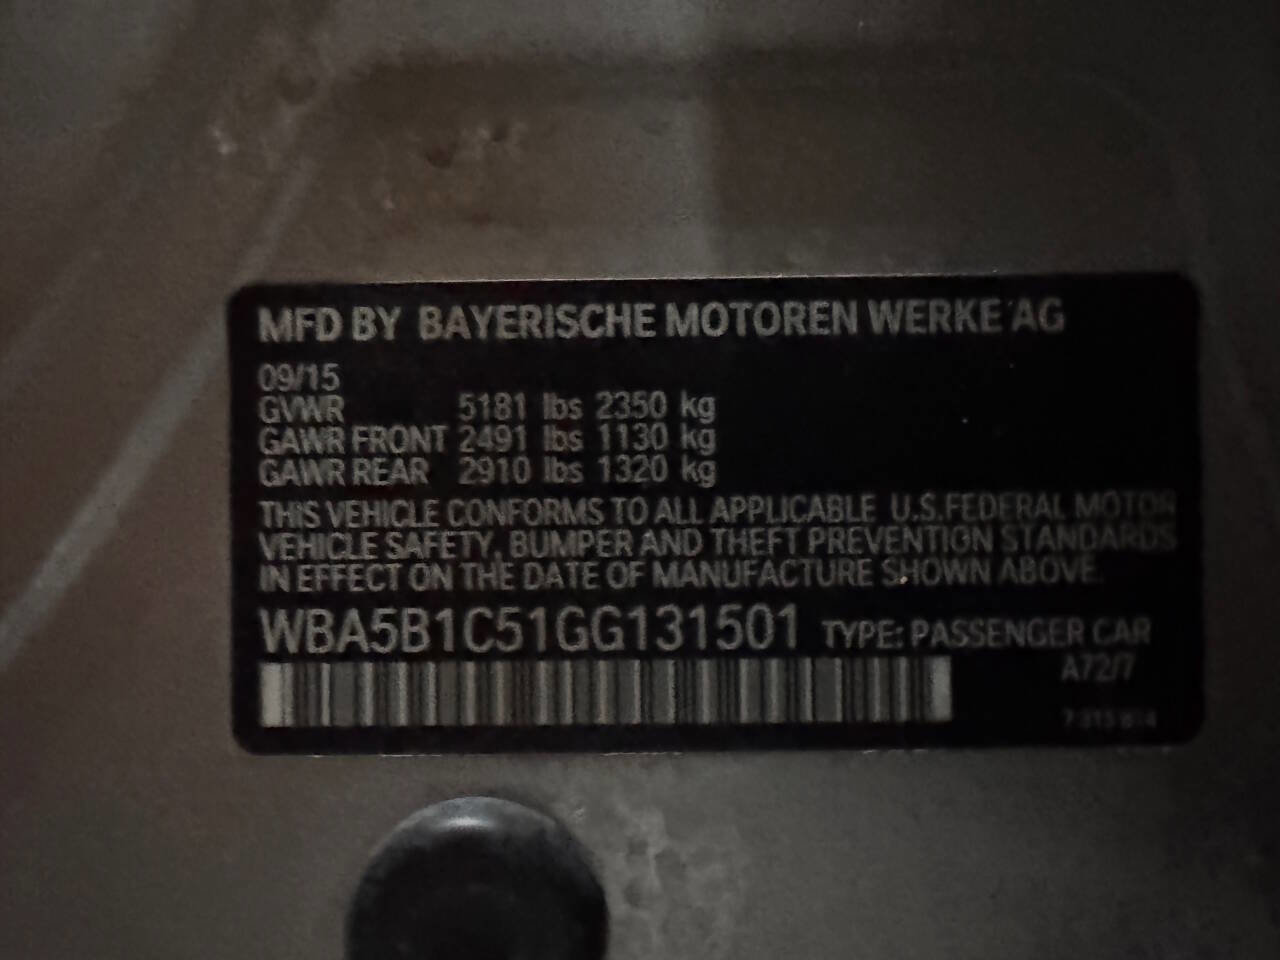 MFD BY BAYERISCHE MOTOREN WERKE AG
09/15
GVWR 5181 lbs 2350 kg
GAWR FRONT 2491 lbs 1130 kg
GAWR REAR 2910 lbs 1320 kg
THIS VEHICLE CONFORMS TO ALL APPLICABLE U.S.FEDERAL MOTOR
VEHICLE SAFETY, BUMPER AND THEFT PREVENTION STANDARDS
IN EFFECT ON THE DATE OF MANUFACTURE SHOWN ABOVE.
WBA5B1C51GG131501 TYPE: PASSENGER CAR
A72/7